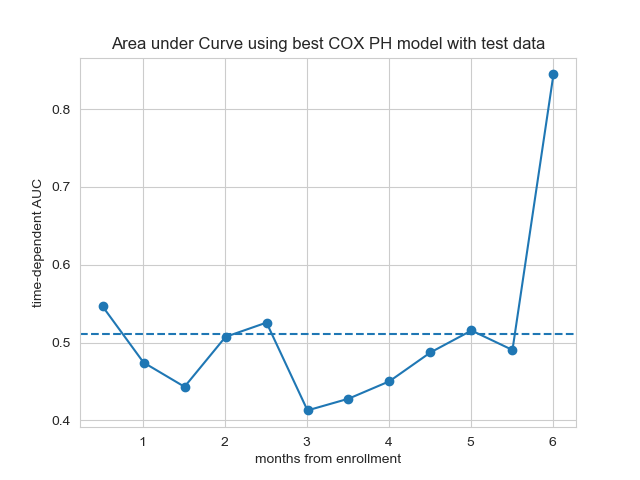 Area under Curve using best COX PH model with test data
time-dependent AUC
0.8
0.7
0.6
0.5
0.4
1 2 3 4 5 6
months from enrollment